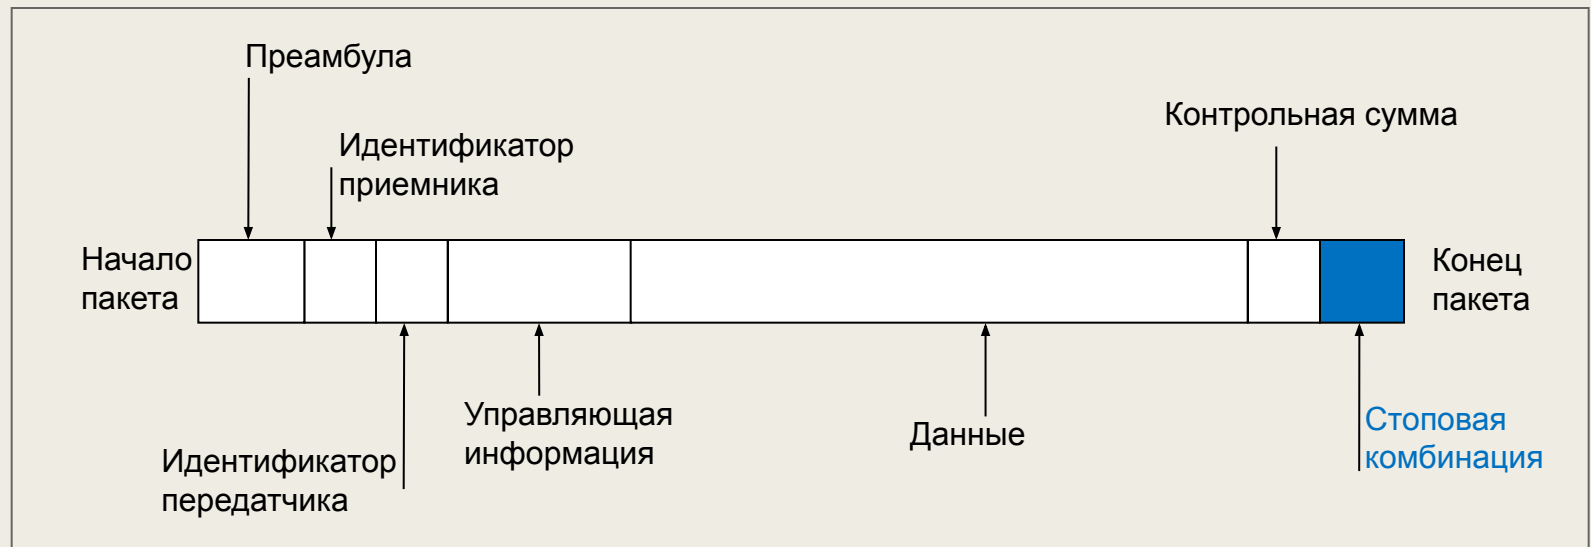 Преамбула
Контрольная сумма
Идентификатор
приемника
Начало
пакета
Конец
пакета
Управляющая
информация
Данные
Стоповая
комбинация
Идентификатор
передатчика